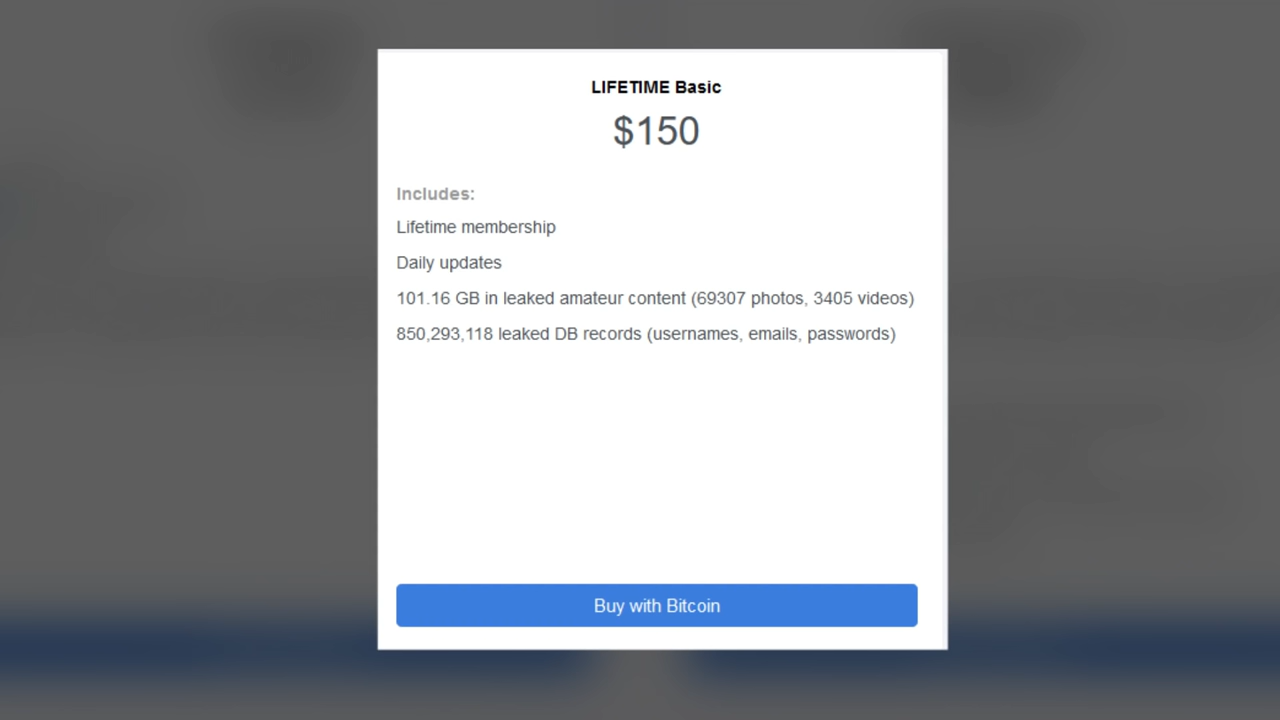 LIFETIME Basic
$150
Includes:
Lifetime membership
Daily updates
101.16 GB in leaked amateur content (69307 photos, 3405 videos)
850,293,118 leaked DB records (usernames, emails, passwords)
Buy with Bitcoin